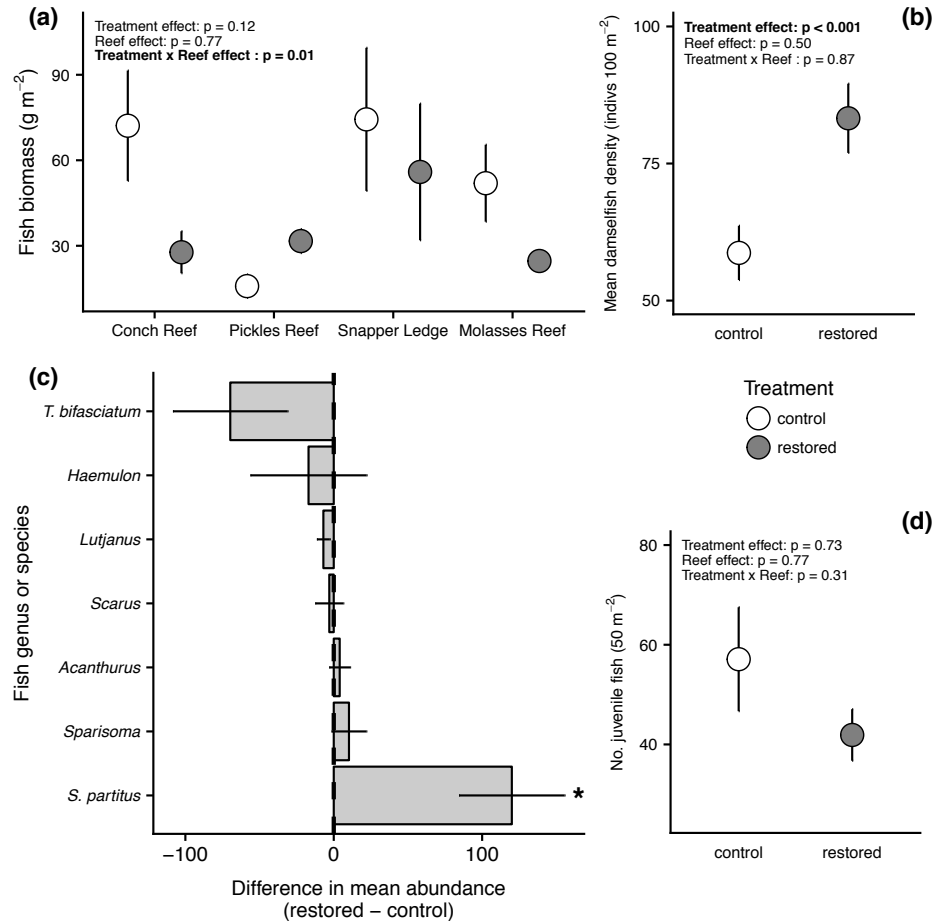 (a)
Treatment effect: p = 0.12
Reef effect: p = 0.77
Treatment x Reef effect : p = 0.01
Fish biomass (g m−2)
90
60
30
Conch Reef
Pickles Reef
Snapper Ledge
Molasses Reef
(b)
Treatment effect: p < 0.001
Reef effect: p = 0.50
Treatment x Reef : p = 0.87
Mean damselfish density (indivs 100 m−2)
100
75
50
control
restored
(c)
Fish genus or species
T. bifasciatum
Haemulon
Lutjanus
Scarus
Acanthurus
Sparisoma
S. partitus
*
−100
0
100
Difference in mean abundance
(restored − control)
Treatment
control
restored
(d)
Treatment effect: p = 0.73
Reef effect: p = 0.77
Treatment x Reef: p = 0.31
No. juvenile fish (50 m−2)
80
60
40
control
restored